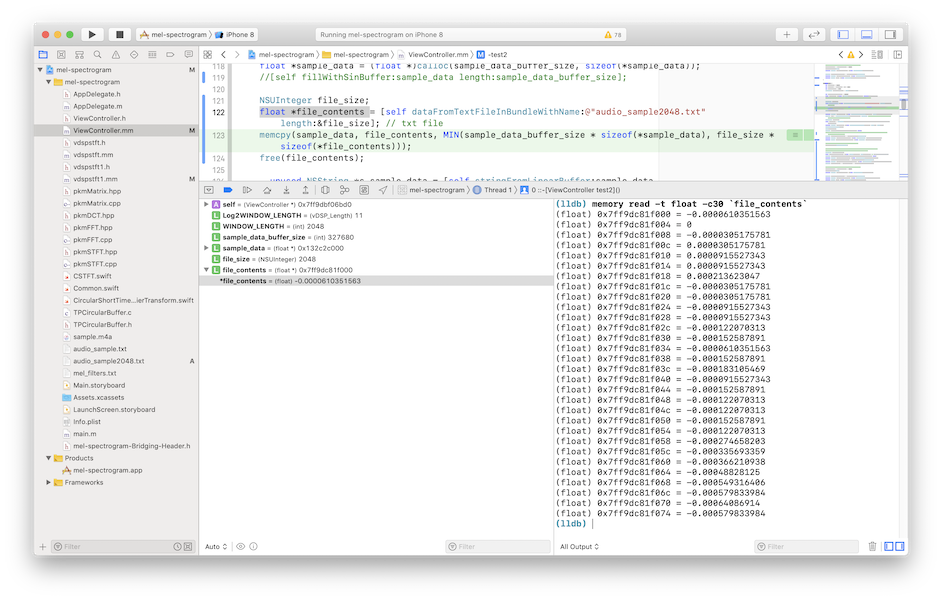 mel-spectrogram 〉 iPhone 8
Running mel-spectrogram on iPhone 8
78
mel-spectrogram 〉 mel-spectrogram 〉 ViewController.mm 〉 M -test2
mel-spectrogram M
mel-spectrogram
AppDelegate.h
AppDelegate.m
ViewController.h
ViewController.mm M
vdspstft.h
vdspstft.mm
vdspstft1.h
vdspstft1.mm M
pkmMatrix.hpp
pkmMatrix.cpp
pkmDCT.hpp
pkmFFT.hpp
pkmFFT.cpp
pkmSTFT.hpp
pkmSTFT.cpp
CSTFT.swift
Common.swift
CircularShortTime...ierTransform.swift
TPCircularBuffer.c
TPCircularBuffer.h
sample.m4a
audio_sample.txt
audio_sample2048.txt A
mel_filters.txt
Main.storyboard
Assets.xcassets
LaunchScreen.storyboard
Info.plist
main.m
mel-spectrogram-Bridging-Header.h
Products
mel-spectrogram.app
Frameworks
Filter
118 float *sample_data = (float *)calloc(sample_data_buffer_size, sizeof(*sample_data));
119 //[self fillWithSinBuffer:sample_data length:sample_data_buffer_size];
120
121 NSUInteger file_size;
122 float *file_contents = [self dataFromTextFileInBundleWithName:@"audio_sample2048.txt"
length:&file_size]; // txt file
123 memcpy(sample_data, file_contents, MIN(sample_data_buffer_size * sizeof(*sample_data), file_size *
sizeof(*file_contents)));
124 free(file_contents);
125
mel-spectrogram 〉 Thread 1 〉 0 -[ViewController test2]()
A self = (ViewController *) 0x7ff9dbf06bd0
L Log2WINDOW_LENGTH = (vDSP_Length) 11
L WINDOW_LENGTH = (int) 2048
L sample_data_buffer_size = (int) 327680
L sample_data = (float *) 0x132c2c000
L file_size = (NSUInteger) 2048
L file_contents = (float *) 0x7ff9dc81f000
*file_contents = (float) -0.0000610351563
Auto
Filter
(lldb) memory read -t float -c30 `file_contents`
(float) 0x7ff9dc81f000 = -0.0000610351563
(float) 0x7ff9dc81f004 = 0
(float) 0x7ff9dc81f008 = -0.0000305175781
(float) 0x7ff9dc81f00c = 0.0000305175781
(float) 0x7ff9dc81f010 = 0.0000915527343
(float) 0x7ff9dc81f014 = 0.0000915527343
(float) 0x7ff9dc81f018 = 0.000213623047
(float) 0x7ff9dc81f01c = -0.0000305175781
(float) 0x7ff9dc81f020 = -0.0000305175781
(float) 0x7ff9dc81f024 = -0.0000915527343
(float) 0x7ff9dc81f028 = -0.0000915527343
(float) 0x7ff9dc81f02c = -0.000122070313
(float) 0x7ff9dc81f030 = -0.000152587891
(float) 0x7ff9dc81f034 = -0.0000610351563
(float) 0x7ff9dc81f038 = -0.000152587891
(float) 0x7ff9dc81f03c = -0.000183105469
(float) 0x7ff9dc81f040 = -0.0000915527343
(float) 0x7ff9dc81f044 = -0.000152587891
(float) 0x7ff9dc81f048 = -0.000122070313
(float) 0x7ff9dc81f04c = -0.000122070313
(float) 0x7ff9dc81f050 = -0.000152587891
(float) 0x7ff9dc81f054 = -0.000122070313
(float) 0x7ff9dc81f058 = -0.000274658203
(float) 0x7ff9dc81f05c = -0.000335693359
(float) 0x7ff9dc81f060 = -0.000366210938
(float) 0x7ff9dc81f064 = -0.00048828125
(float) 0x7ff9dc81f068 = -0.000549316406
(float) 0x7ff9dc81f06c = -0.000579833984
(float) 0x7ff9dc81f070 = -0.00064086914
(float) 0x7ff9dc81f074 = -0.000579833984
(lldb)
All Output
Filter